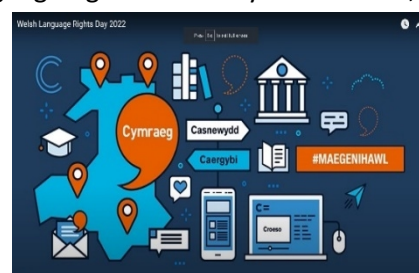 Welsh Language Rights Day 2022
Cymraeg
Casnewydd
Caergybi
#MAEGENIHAWL
C=
Croeso